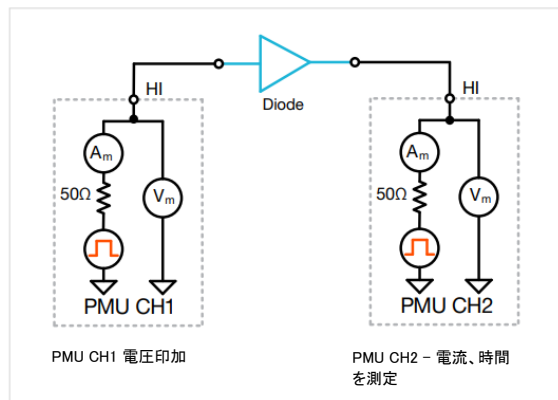 HI
Diode
HI
Am
50Ω
Vm
PMU CH1
Am
50Ω
Vm
PMU CH2
PMU CH1 電圧印加
PMU CH2 – 電流、時間
を測定